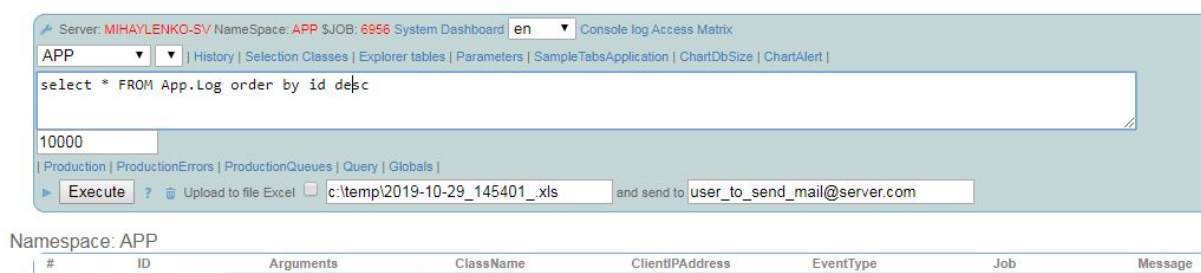 Server: MIHAYLENKO-SV NameSpace: APP $JOB: 6956 System Dashboard en Console log Access Matrix
APP | History | Selection Classes | Explorer tables | Parameters | SampleTabsApplication | ChartDbSize | ChartAlert |
select * FROM App.Log order by id desc
10000
| Production | ProductionErrors | ProductionQueues | Query | Globals |
Execute ? Upload to file Excel c:\temp\2019-10-29_145401_.xls and send to user_to_send_mail@server.com
Namespace: APP
# ID Arguments ClassName ClientIPAddress EventType Job Message